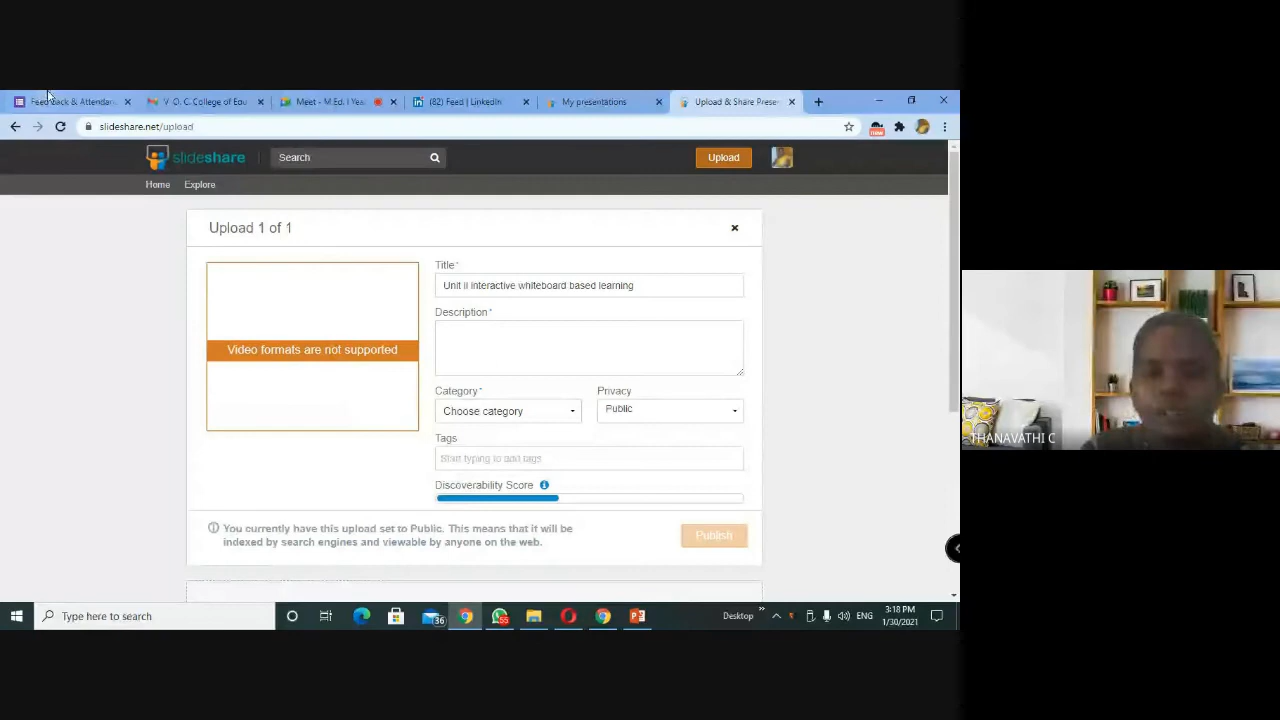 Feedback & Attendan
V. O. C. College of Edu
Meet - M.Ed. I Yea
(82) Feed | LinkedIn
My presentations
Upload & Share Prese
slideshare.net/upload
new
slideshare
Search
Upload
Home
Explore
Upload 1 of 1
Title*
Unit ii interactive whiteboard based learning
Description*
Video formats are not supported
Category*
Privacy
Choose category
Public
Tags
Start typing to add tags
THANAVATHI C
Discoverability Score
You currently have this upload set to Public. This means that it will be
indexed by search engines and viewable by anyone on the web.
Publish
Type here to search
36
55
Desktop
ENG
3:18 PM
1/30/2021